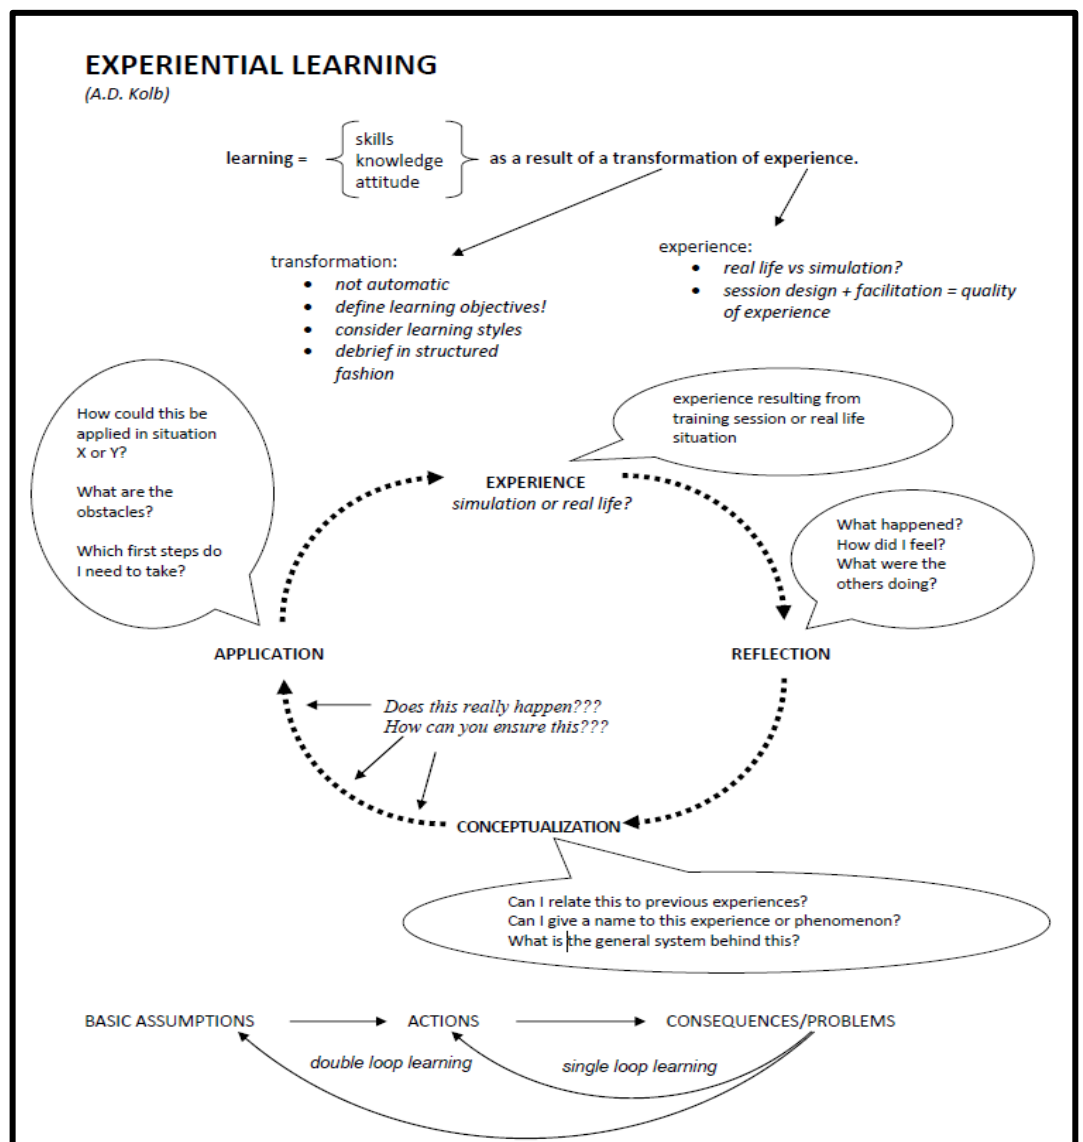 EXPERIENTIAL LEARNING
(A.D. Kolb)
skills
learning = knowledge as a result of a transformation of experience.
attitude
transformation:
• not automatic
• define learning objectives!
• consider learning styles
• debrief in structured
fashion
experience:
• real life vs simulation?
• session design + facilitation = quality
of experience
How could this be
applied in situation
X or Y?
What are the
obstacles?
Which first steps do
I need to take?
experience resulting from
training session or real life
situation
EXPERIENCE
simulation or real life?
What happened?
How did I feel?
What were the
others doing?
APPLICATION
REFLECTION
Does this really happen???
How can you ensure this???
CONCEPTUALIZATION
Can I relate this to previous experiences?
Can I give a name to this experience or phenomenon?
What is the general system behind this?
BASIC ASSUMPTIONS ACTIONS CONSEQUENCES/PROBLEMS
double loop learning single loop learning